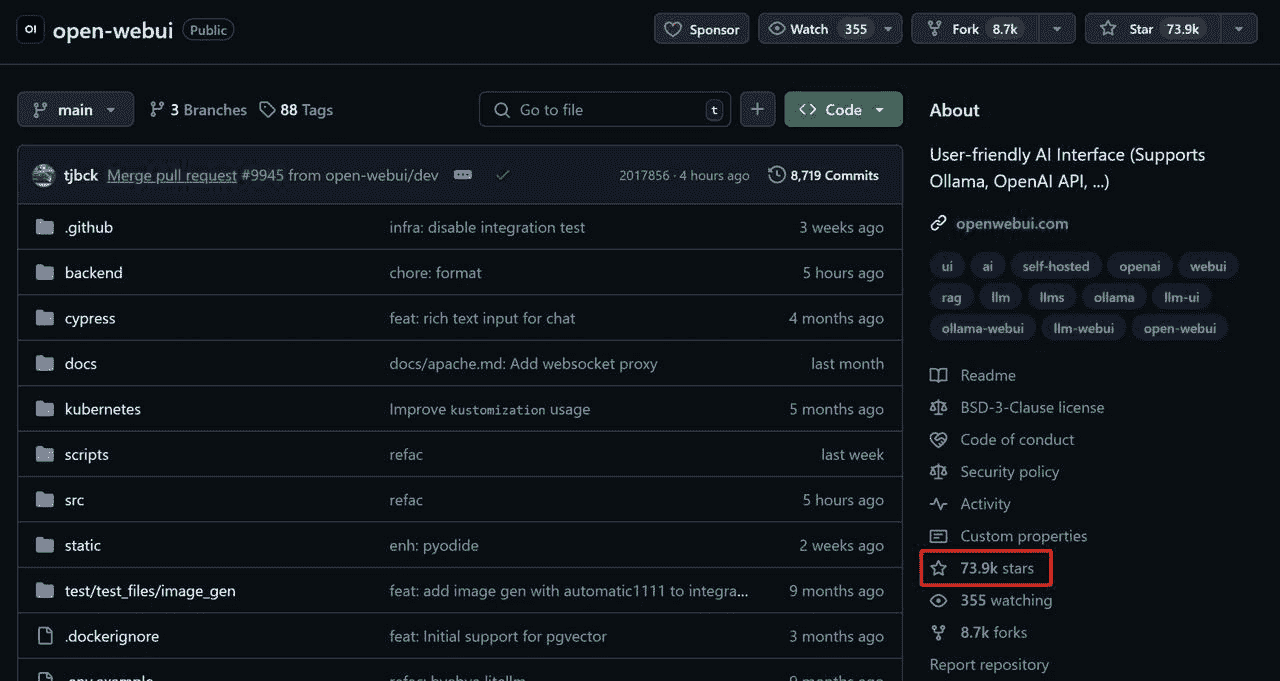 OI open-webui Public Sponsor Watch 355 Fork 8.7k Star 73.9k
main 3 Branches 88 Tags Go to file t + <> Code
tjbck Merge pull request #9945 from open-webui/dev 2017856 · 4 hours ago 8,719 Commits
.github infra: disable integration test 3 weeks ago
backend chore: format 5 hours ago
cypress feat: rich text input for chat 4 months ago
docs docs/apache.md: Add websocket proxy last month
kubernetes Improve kustomization usage 5 months ago
scripts refac last week
src refac 5 hours ago
static enh: pyodide 2 weeks ago
test/test_files/image_gen feat: add image gen with automatic1111 to integra... 9 months ago
.dockerignore feat: Initial support for pgvector 3 months ago
.env.example refac: byebye litellm 9 months ago
About
User-friendly AI Interface (Supports
Ollama, OpenAI API, ...)
openwebui.com
ui ai self-hosted openai webui
rag llm llms ollama llm-ui
ollama-webui llm-webui open-webui
Readme
BSD-3-Clause license
Code of conduct
Security policy
Activity
Custom properties
73.9k stars
355 watching
8.7k forks
Report repository